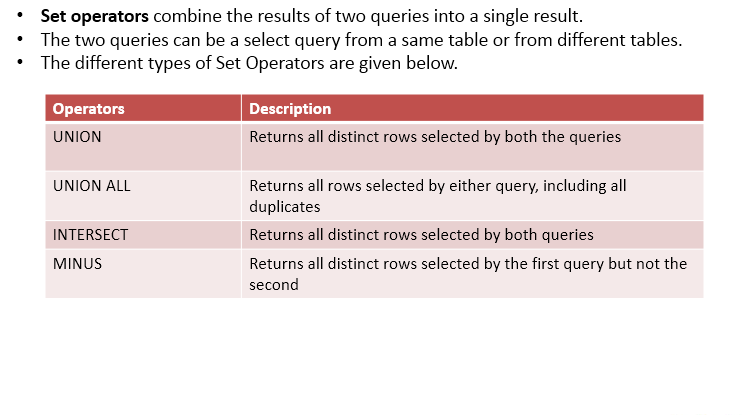 • Set operators combine the results of two queries into a single result.
• The two queries can be a select query from a same table or from different tables.
• The different types of Set Operators are given below.
Operators Description
UNION Returns all distinct rows selected by both the queries
UNION ALL Returns all rows selected by either query, including all
duplicates
INTERSECT Returns all distinct rows selected by both queries
MINUS Returns all distinct rows selected by the first query but not the
second